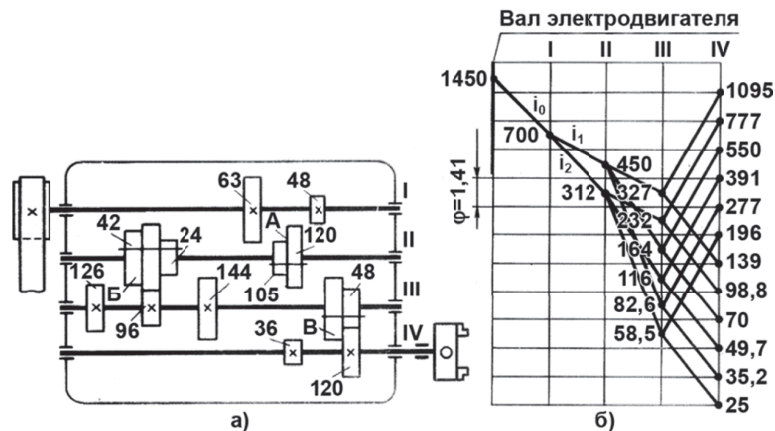 Вал электродвигателя
I II III IV
1450
1095
777
700
i₀
i₁
i₂
550
450
391
φ=1,41
312
327
277
232
196
164
139
116
98,8
82,6
70
58,5
49,7
35,2
25
б)
63
48
I
А
120
42
24
II
126
Б
144
105
48
III
96
36
В
IV
120
а)